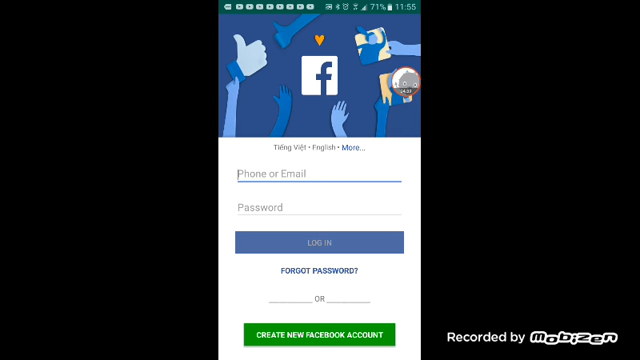 71% 11:55
Tiếng Việt • English • More...
Phone or Email
Password
LOG IN
FORGOT PASSWORD?
OR
CREATE NEW FACEBOOK ACCOUNT
Recorded by Mobizen